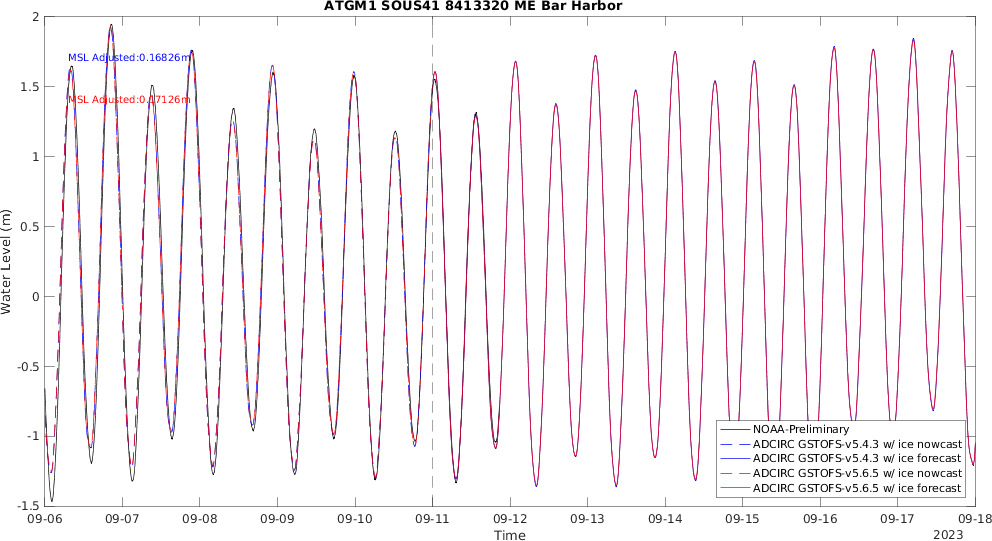 ATGM1 SOUS41 8413320 ME Bar Harbor
MSL Adjusted:0.16826m
MSL Adjusted:0.17126m
Water Level (m)
2
1.5
1
0.5
0
-0.5
-1
-1.5
NOAA-Preliminary
ADCIRC GSTOFS-v5.4.3 w/ ice nowcast
ADCIRC GSTOFS-v5.4.3 w/ ice forecast
ADCIRC GSTOFS-v5.6.5 w/ ice nowcast
ADCIRC GSTOFS-v5.6.5 w/ ice forecast
09-06 09-07 09-08 09-09 09-10 09-11 09-12 09-13 09-14 09-15 09-16 09-17 09-18
Time
2023